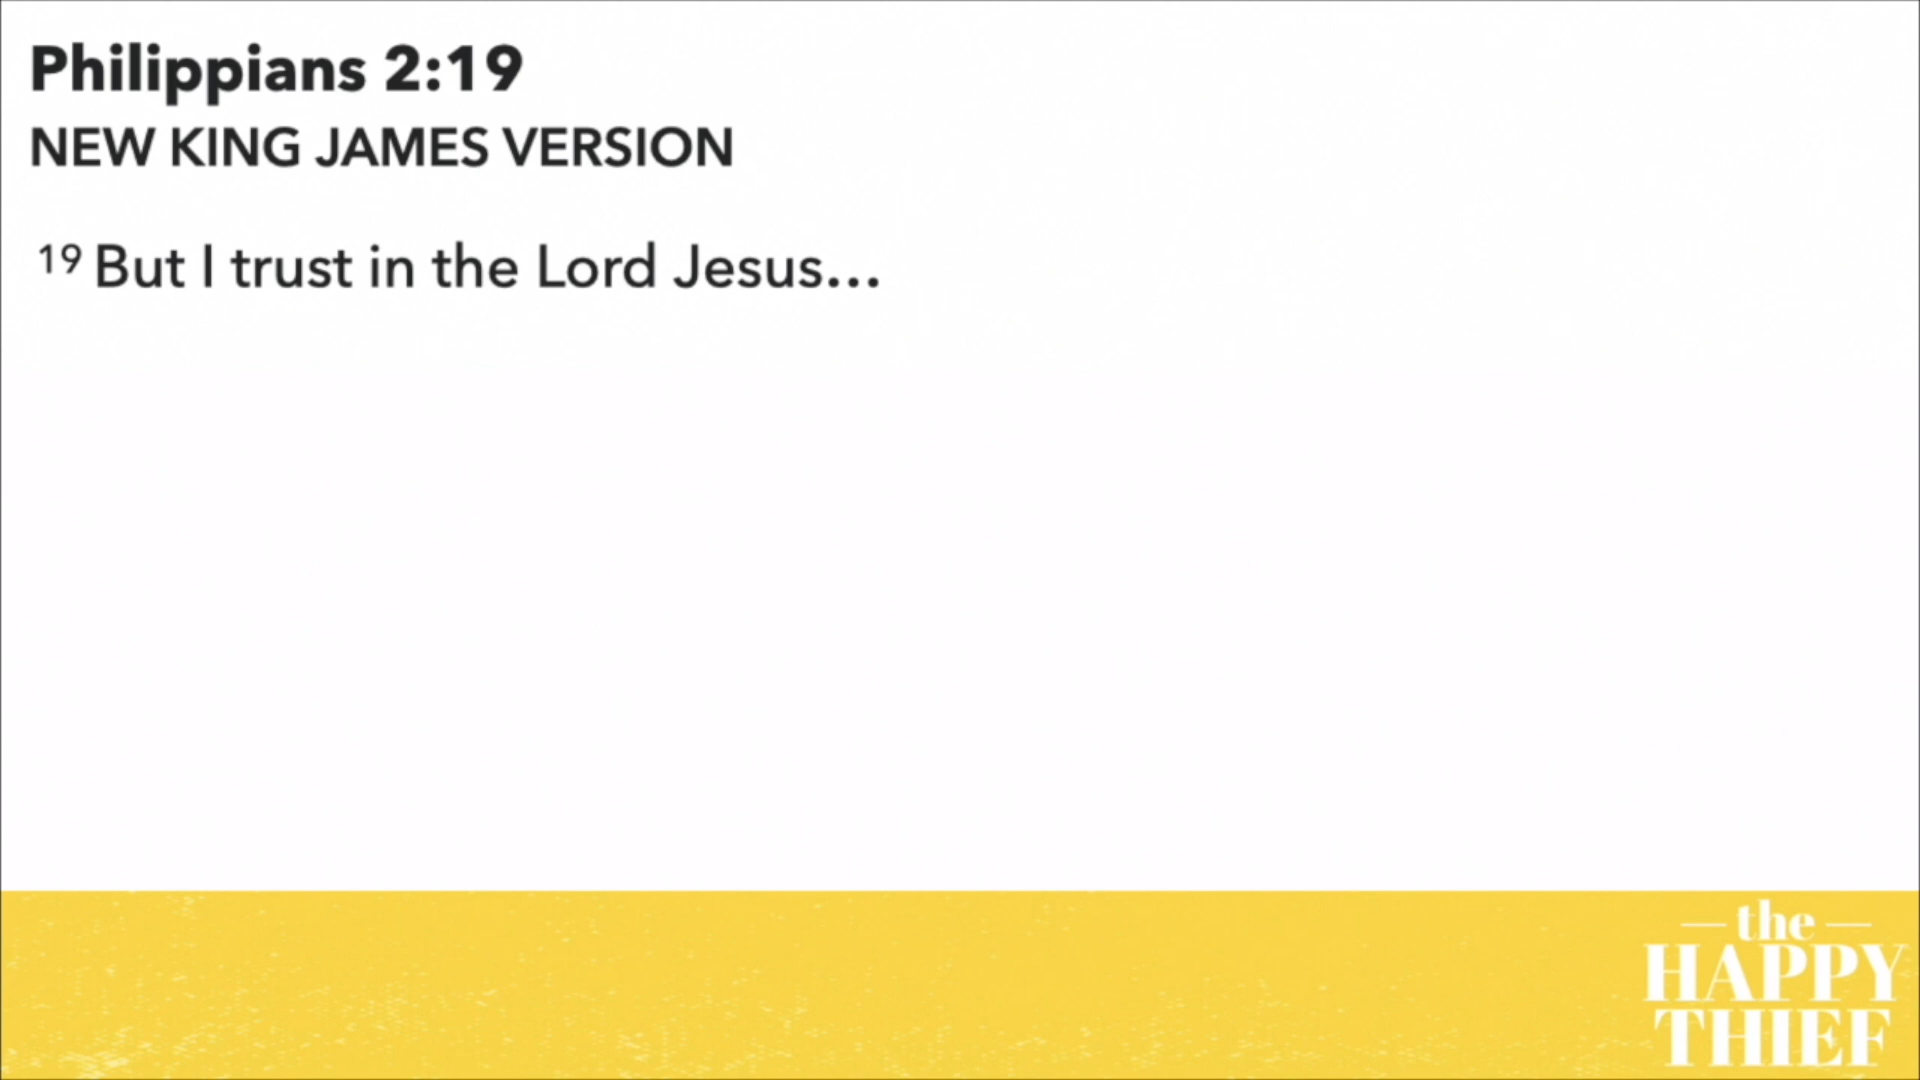 Philippians 2:19
NEW KING JAMES VERSION
19 But I trust in the Lord Jesus...
— the —
HAPPY
THIEF